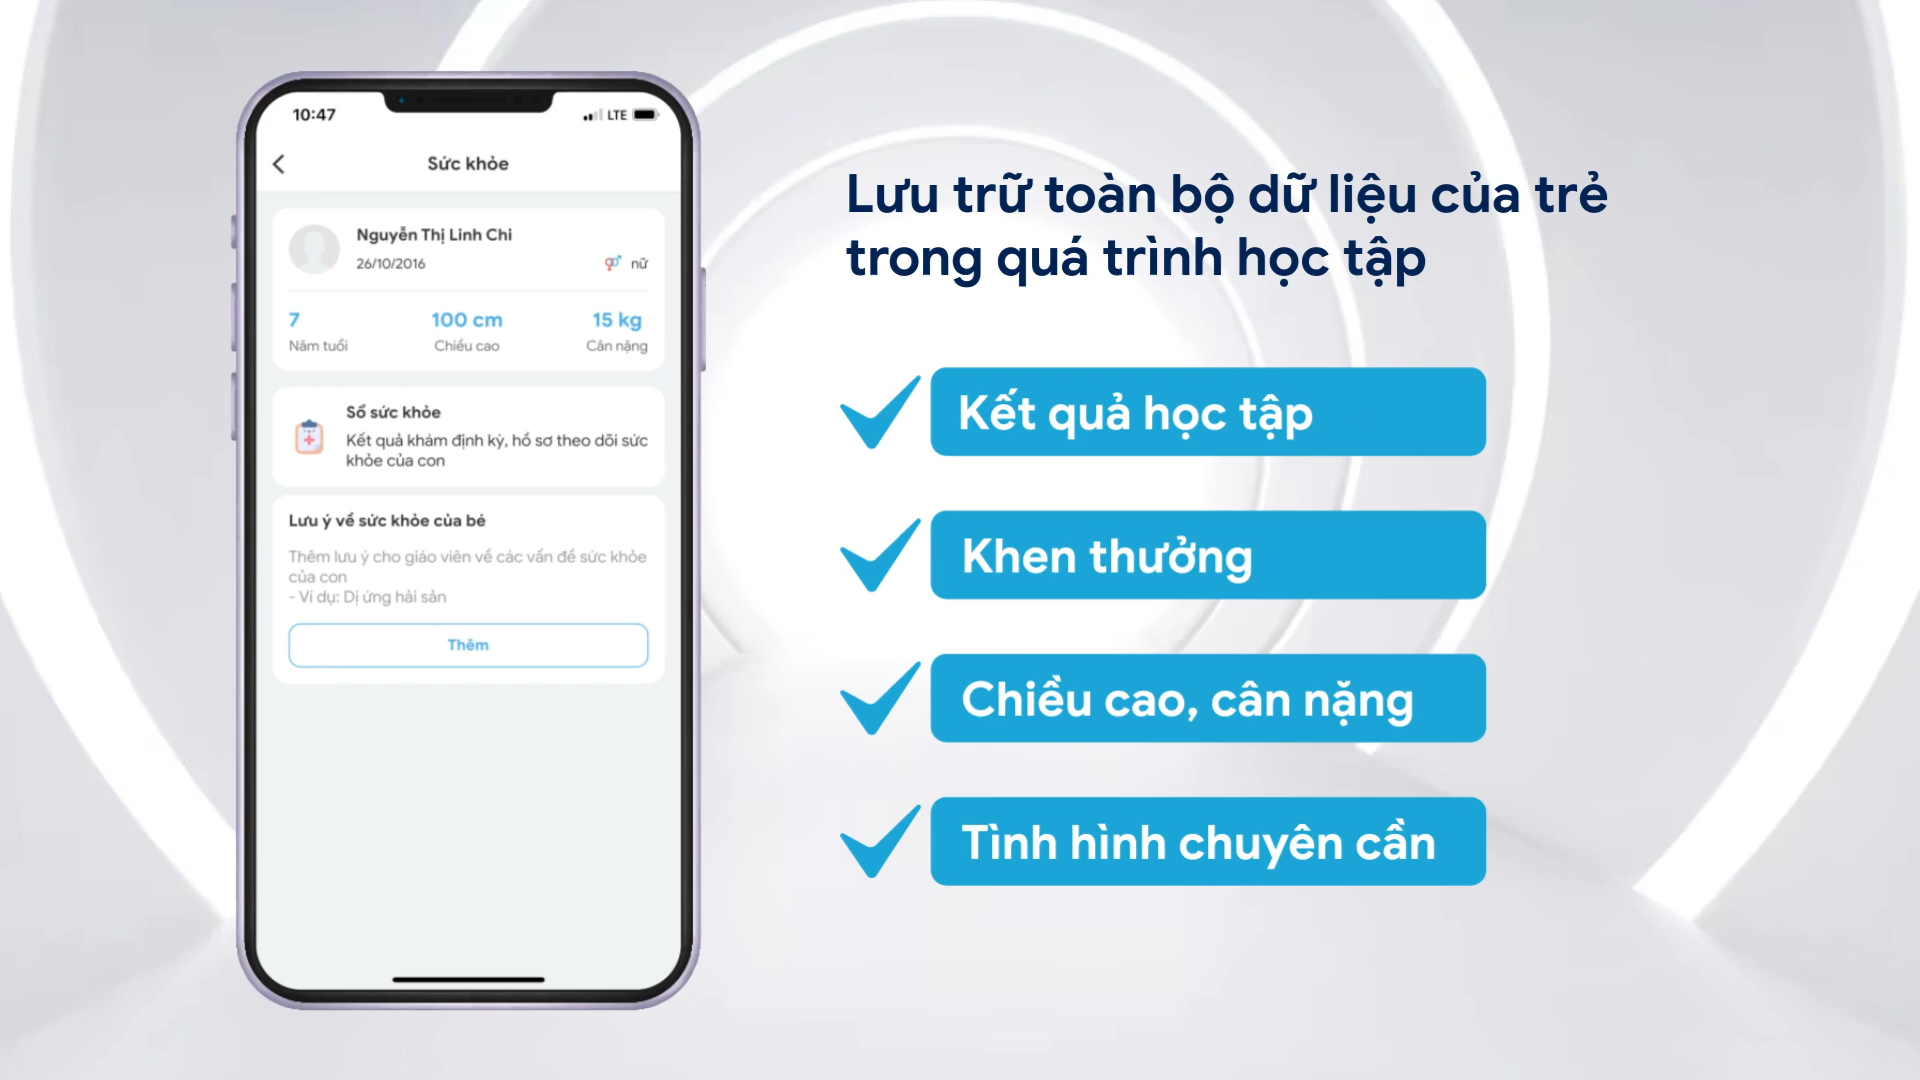 10:47
LTE
Sức khỏe
Nguyễn Thị Linh Chi
26/10/2016
nữ
7
100 cm
15 kg
Năm tuổi
Chiều cao
Cân nặng
Sổ sức khỏe
Kết quả khám định kỳ, hồ sơ theo dõi sức
khỏe của con
Lưu ý về sức khỏe của bé
Thêm lưu ý cho giáo viên về các vấn đề sức khỏe
của con
- Ví dụ: Dị ứng hải sản
Thêm
Lưu trữ toàn bộ dữ liệu của trẻ
trong quá trình học tập
Kết quả học tập
Khen thưởng
Chiều cao, cân nặng
Tình hình chuyên cần